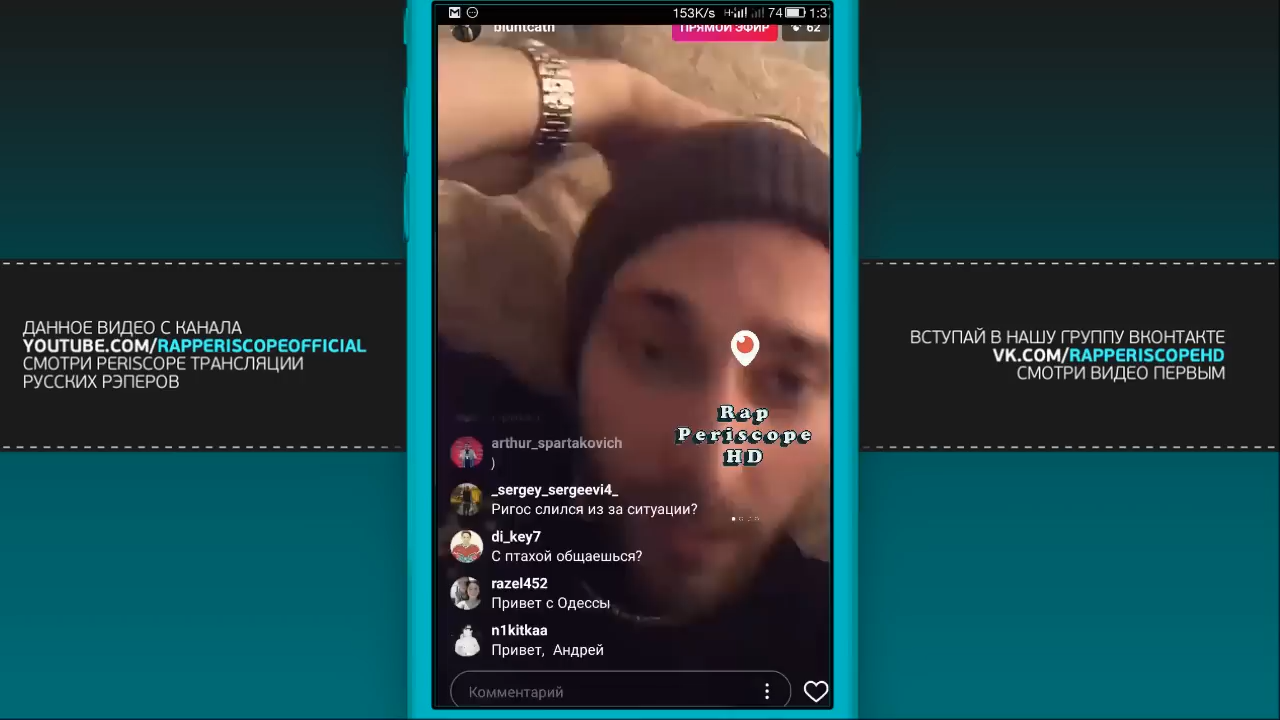 153K/s
74
1:37
bluntcath
ПРЯМОЙ ЭФИР
62
ДАННОЕ ВИДЕО С КАНАЛА
YOUTUBE.COM/RAPPERISCOPEOFFICIAL
СМОТРИ PERISCOPE ТРАНСЛЯЦИИ
РУССКИХ РЭПЕРОВ
ВСТУПАЙ В НАШУ ГРУППУ ВКОНТАКТЕ
VK.COM/RAPPERISCOPEHD
СМОТРИ ВИДЕО ПЕРВЫМ
Rap
Periscope
HD
arthur_spartakovich
)
_sergey_sergeevi4_
Ригос слился из за ситуации?
di_key7
С птахой общаешься?
razel452
Привет с Одессы
n1kitkaa
Привет, Андрей
Комментарий